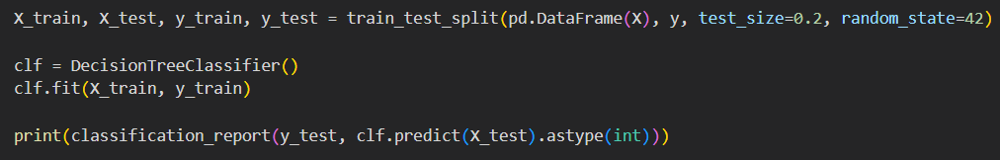 X_train, X_test, y_train, y_test = train_test_split(pd.DataFrame(X), y, test_size=0.2, random_state=42)
clf = DecisionTreeClassifier()
clf.fit(X_train, y_train)
print(classification_report(y_test, clf.predict(X_test).astype(int)))